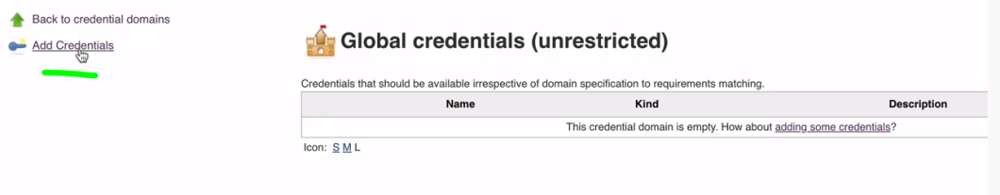 Back to credential domains
Add Credentials
Global credentials (unrestricted)
Credentials that should be available irrespective of domain specification to requirements matching.
Name Kind Description
This credential domain is empty. How about adding some credentials?
Icon: S M L